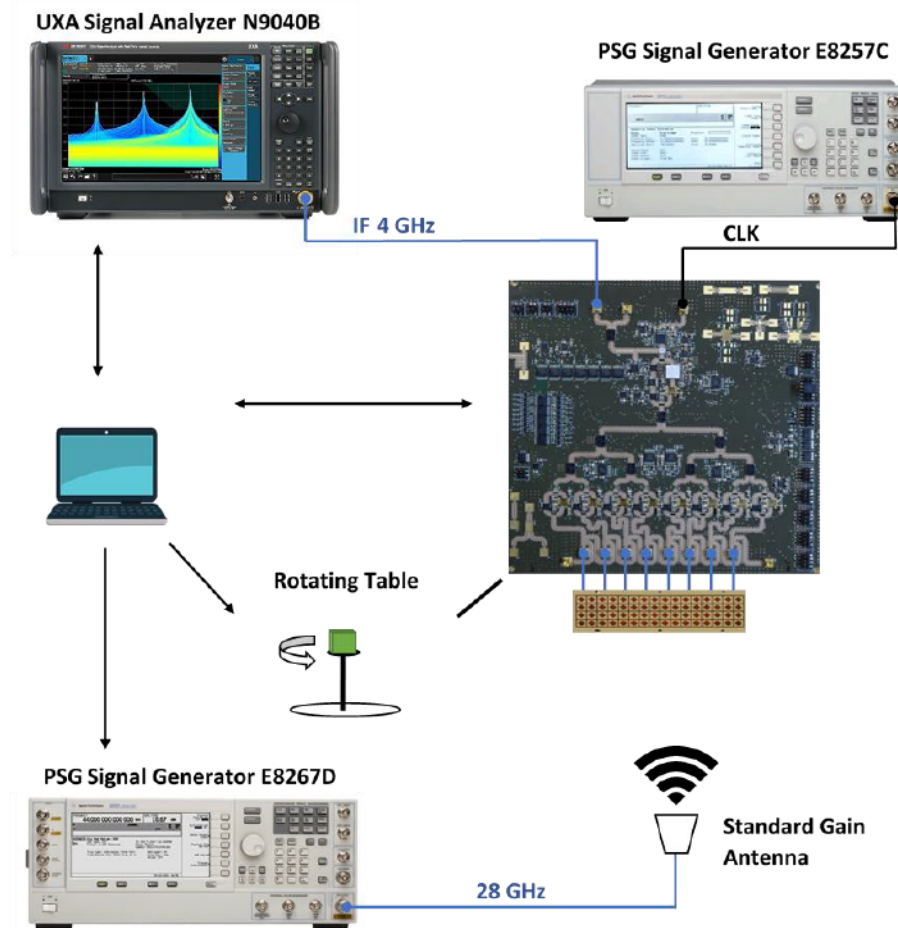 UXA Signal Analyzer N9040B
PSG Signal Generator E8257C
IF 4 GHz
CLK
Rotating Table
PSG Signal Generator E8267D
Standard Gain
Antenna
28 GHz